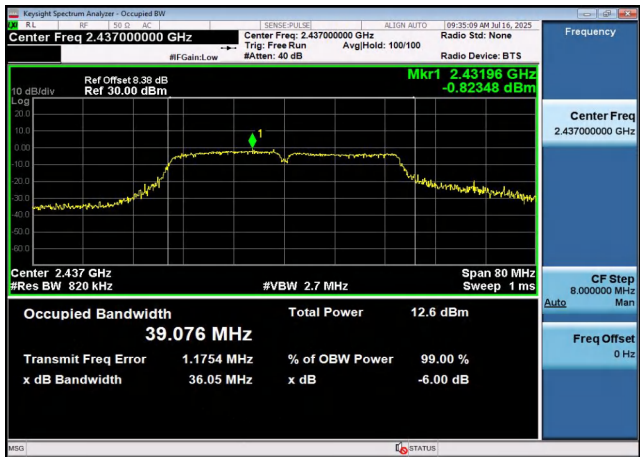 Keysight Spectrum Analyzer - Occupied BW
RL RF 50 Ω AC SENSE:PULSE ALIGN AUTO 09:35:09 AM Jul 16, 2025
Center Freq 2.437000000 GHz
Center Freq: 2.437000000 GHz
Radio Std: None
Trig: Free Run Avg|Hold: 100/100
#IFGain:Low #Atten: 40 dB Radio Device: BTS
Frequency
Mkr1 2.43196 GHz
-0.82348 dBm
Ref Offset 8.38 dB
10 dB/div Ref 30.00 dBm
Log
20.0
10.0
0.00
-10.0
-20.0
-30.0
-40.0
-50.0
-60.0
1
Center 2.437 GHz Span 80 MHz
#Res BW 820 kHz #VBW 2.7 MHz Sweep 1 ms
Occupied Bandwidth Total Power 12.6 dBm
39.076 MHz
Transmit Freq Error 1.1754 MHz % of OBW Power 99.00 %
x dB Bandwidth 36.05 MHz x dB -6.00 dB
Center Freq
2.437000000 GHz
CF Step
8.000000 MHz
Auto Man
Freq Offset
0 Hz
MSG STATUS